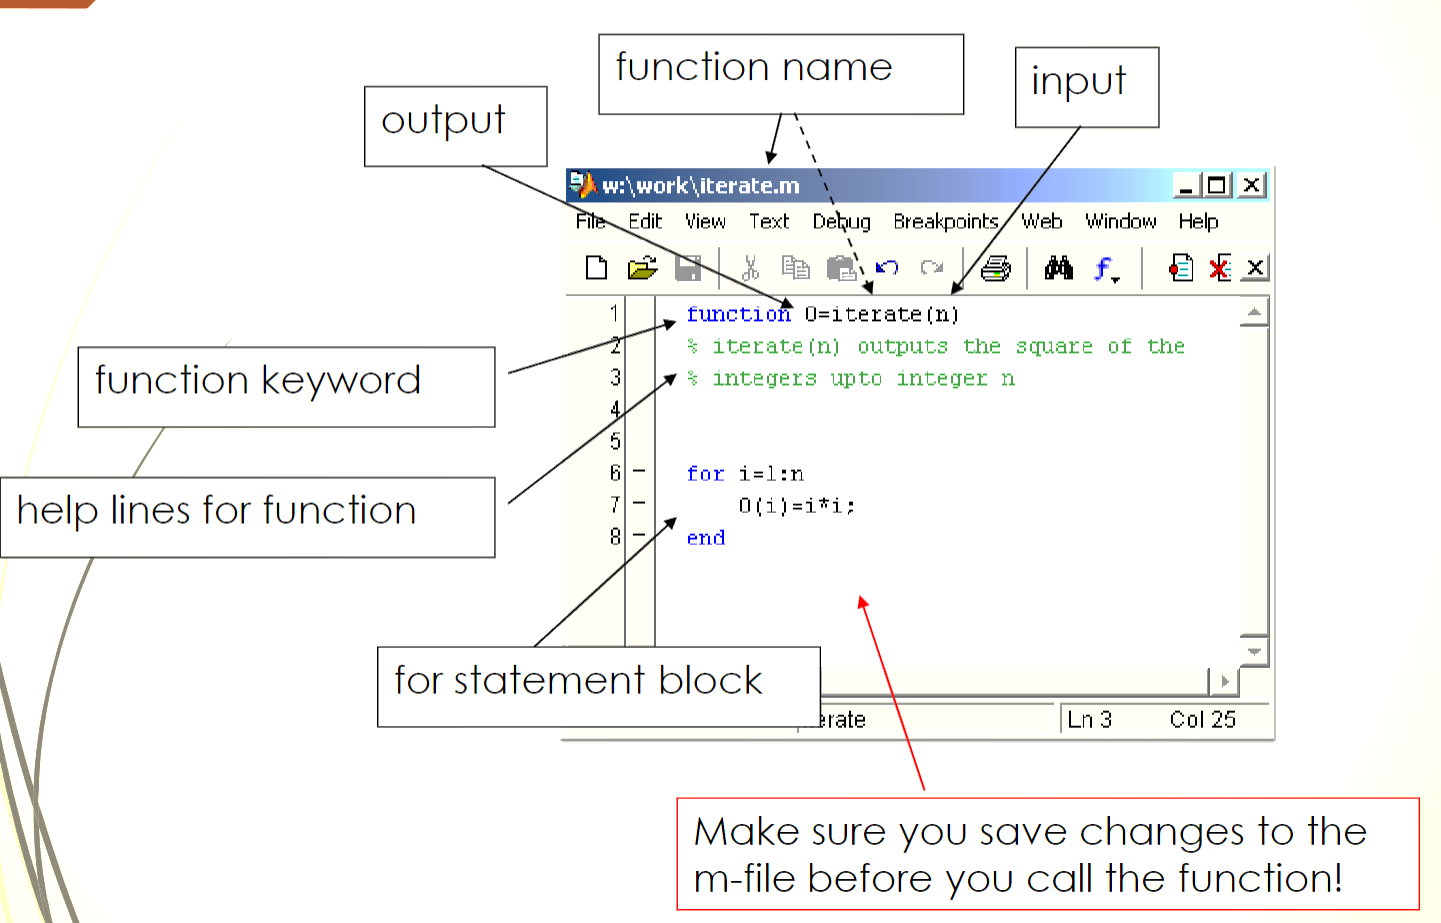 function name
input
output
w:\work\iterate.m
File Edit View Text Debug Breakpoints Web Window Help
1 function O=iterate(n)
2 % iterate(n) outputs the square of the
3 % integers upto integer n
4
5
6 – for i=1:n
7 – O(i)=i*i;
8 – end
function keyword
help lines for function
for statement block
erate
Ln 3 Col 25
Make sure you save changes to the
m-file before you call the function!